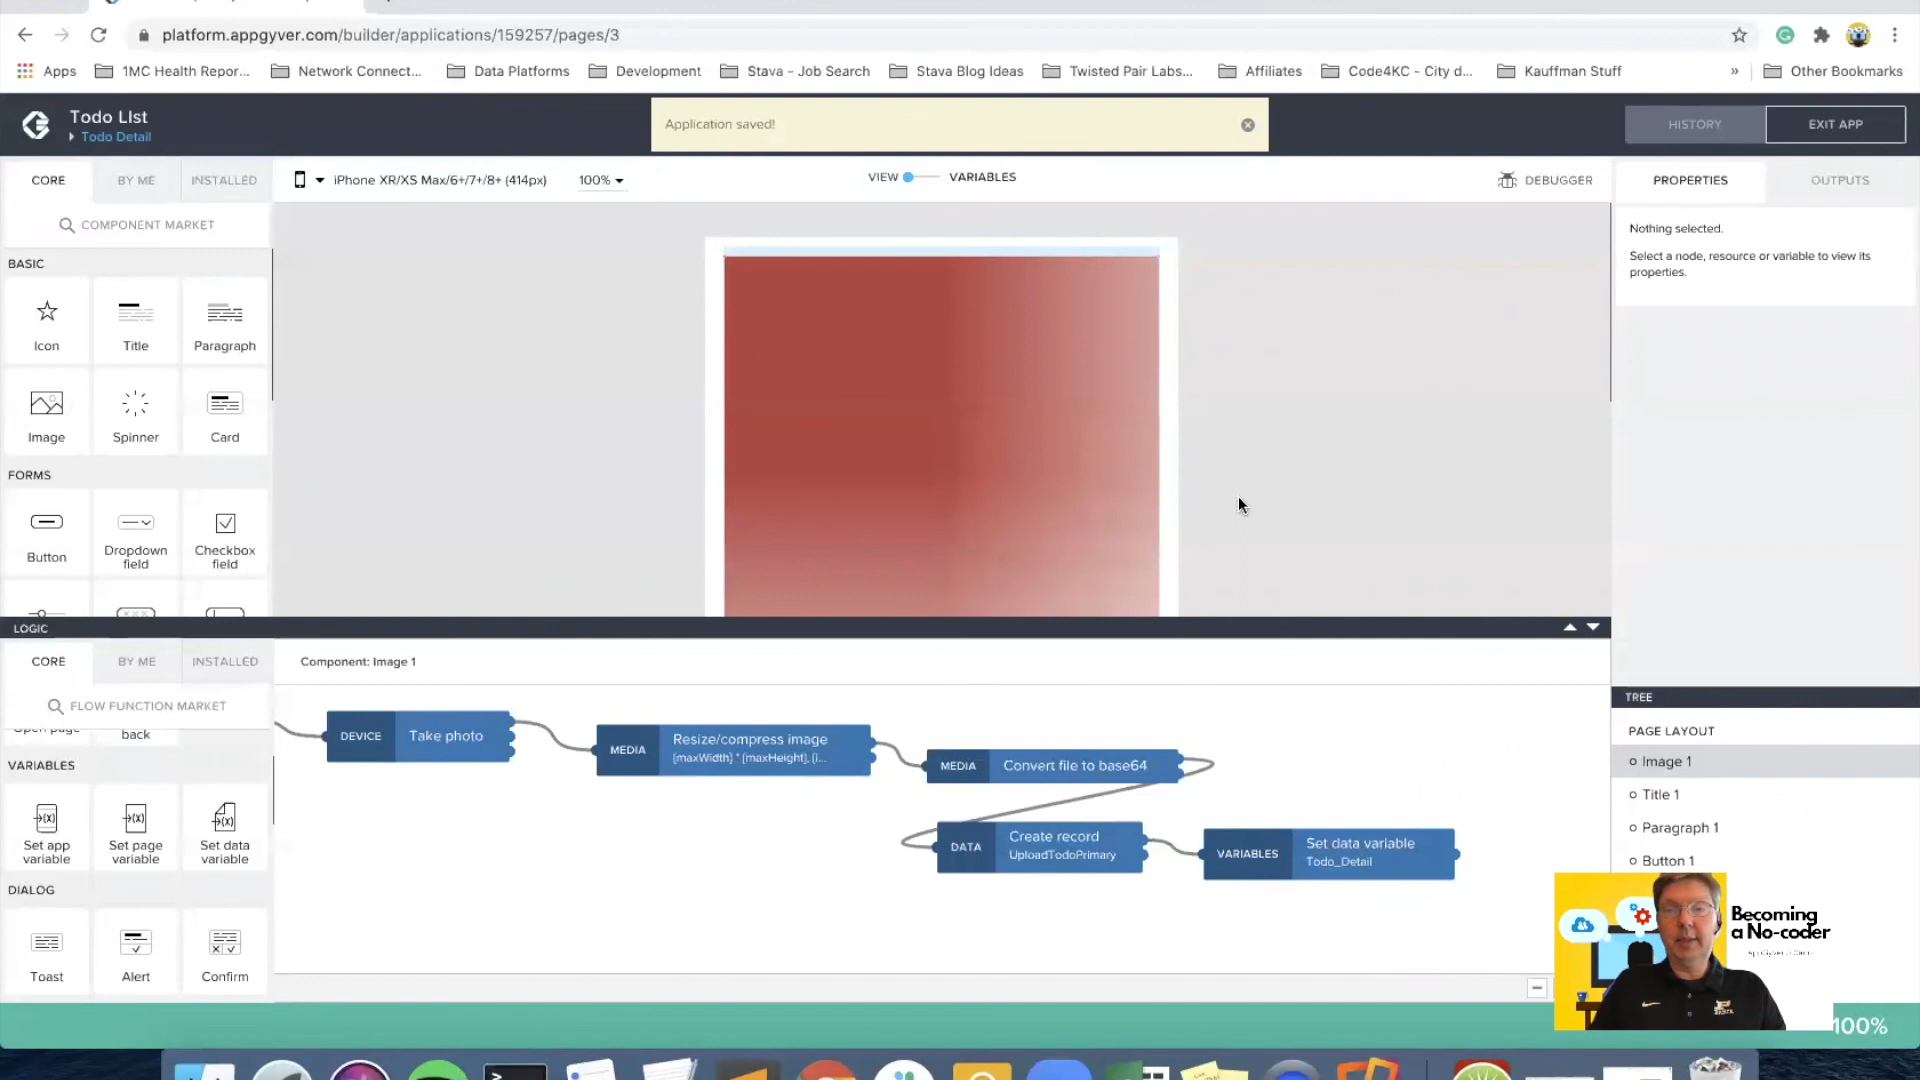 platform.appgyver.com/builder/applications/159257/pages/3
Apps
1MC Health Repor...
Network Connect...
Data Platforms
Development
Stava - Job Search
Stava Blog Ideas
Twisted Pair Labs...
Affiliates
Code4KC - City d...
Kauffman Stuff
»
Other Bookmarks
Todo LIst
Todo Detail
Application saved!
HISTORY
EXIT APP
CORE
BY ME
INSTALLED
iPhone XR/XS Max/6+/7+/8+ (414px)
100%
VIEW
VARIABLES
DEBUGGER
PROPERTIES
OUTPUTS
COMPONENT MARKET
Nothing selected.
Select a node, resource or variable to view its
properties.
BASIC
Icon
Title
Paragraph
Image
Spinner
Card
FORMS
Button
Dropdown
field
Checkbox
field
LOGIC
CORE
BY ME
INSTALLED
Component: Image 1
FLOW FUNCTION MARKET
Open page
back
VARIABLES
Set app
variable
Set page
variable
Set data
variable
DIALOG
Toast
Alert
Confirm
DEVICE
Take photo
MEDIA
Resize/compress image
[maxWidth] * [maxHeight], (i...
MEDIA
Convert file to base64
DATA
Create record
UploadTodoPrimary
VARIABLES
Set data variable
Todo_Detail
TREE
PAGE LAYOUT
Image 1
Title 1
Paragraph 1
Button 1
Becoming
a No-coder
100%